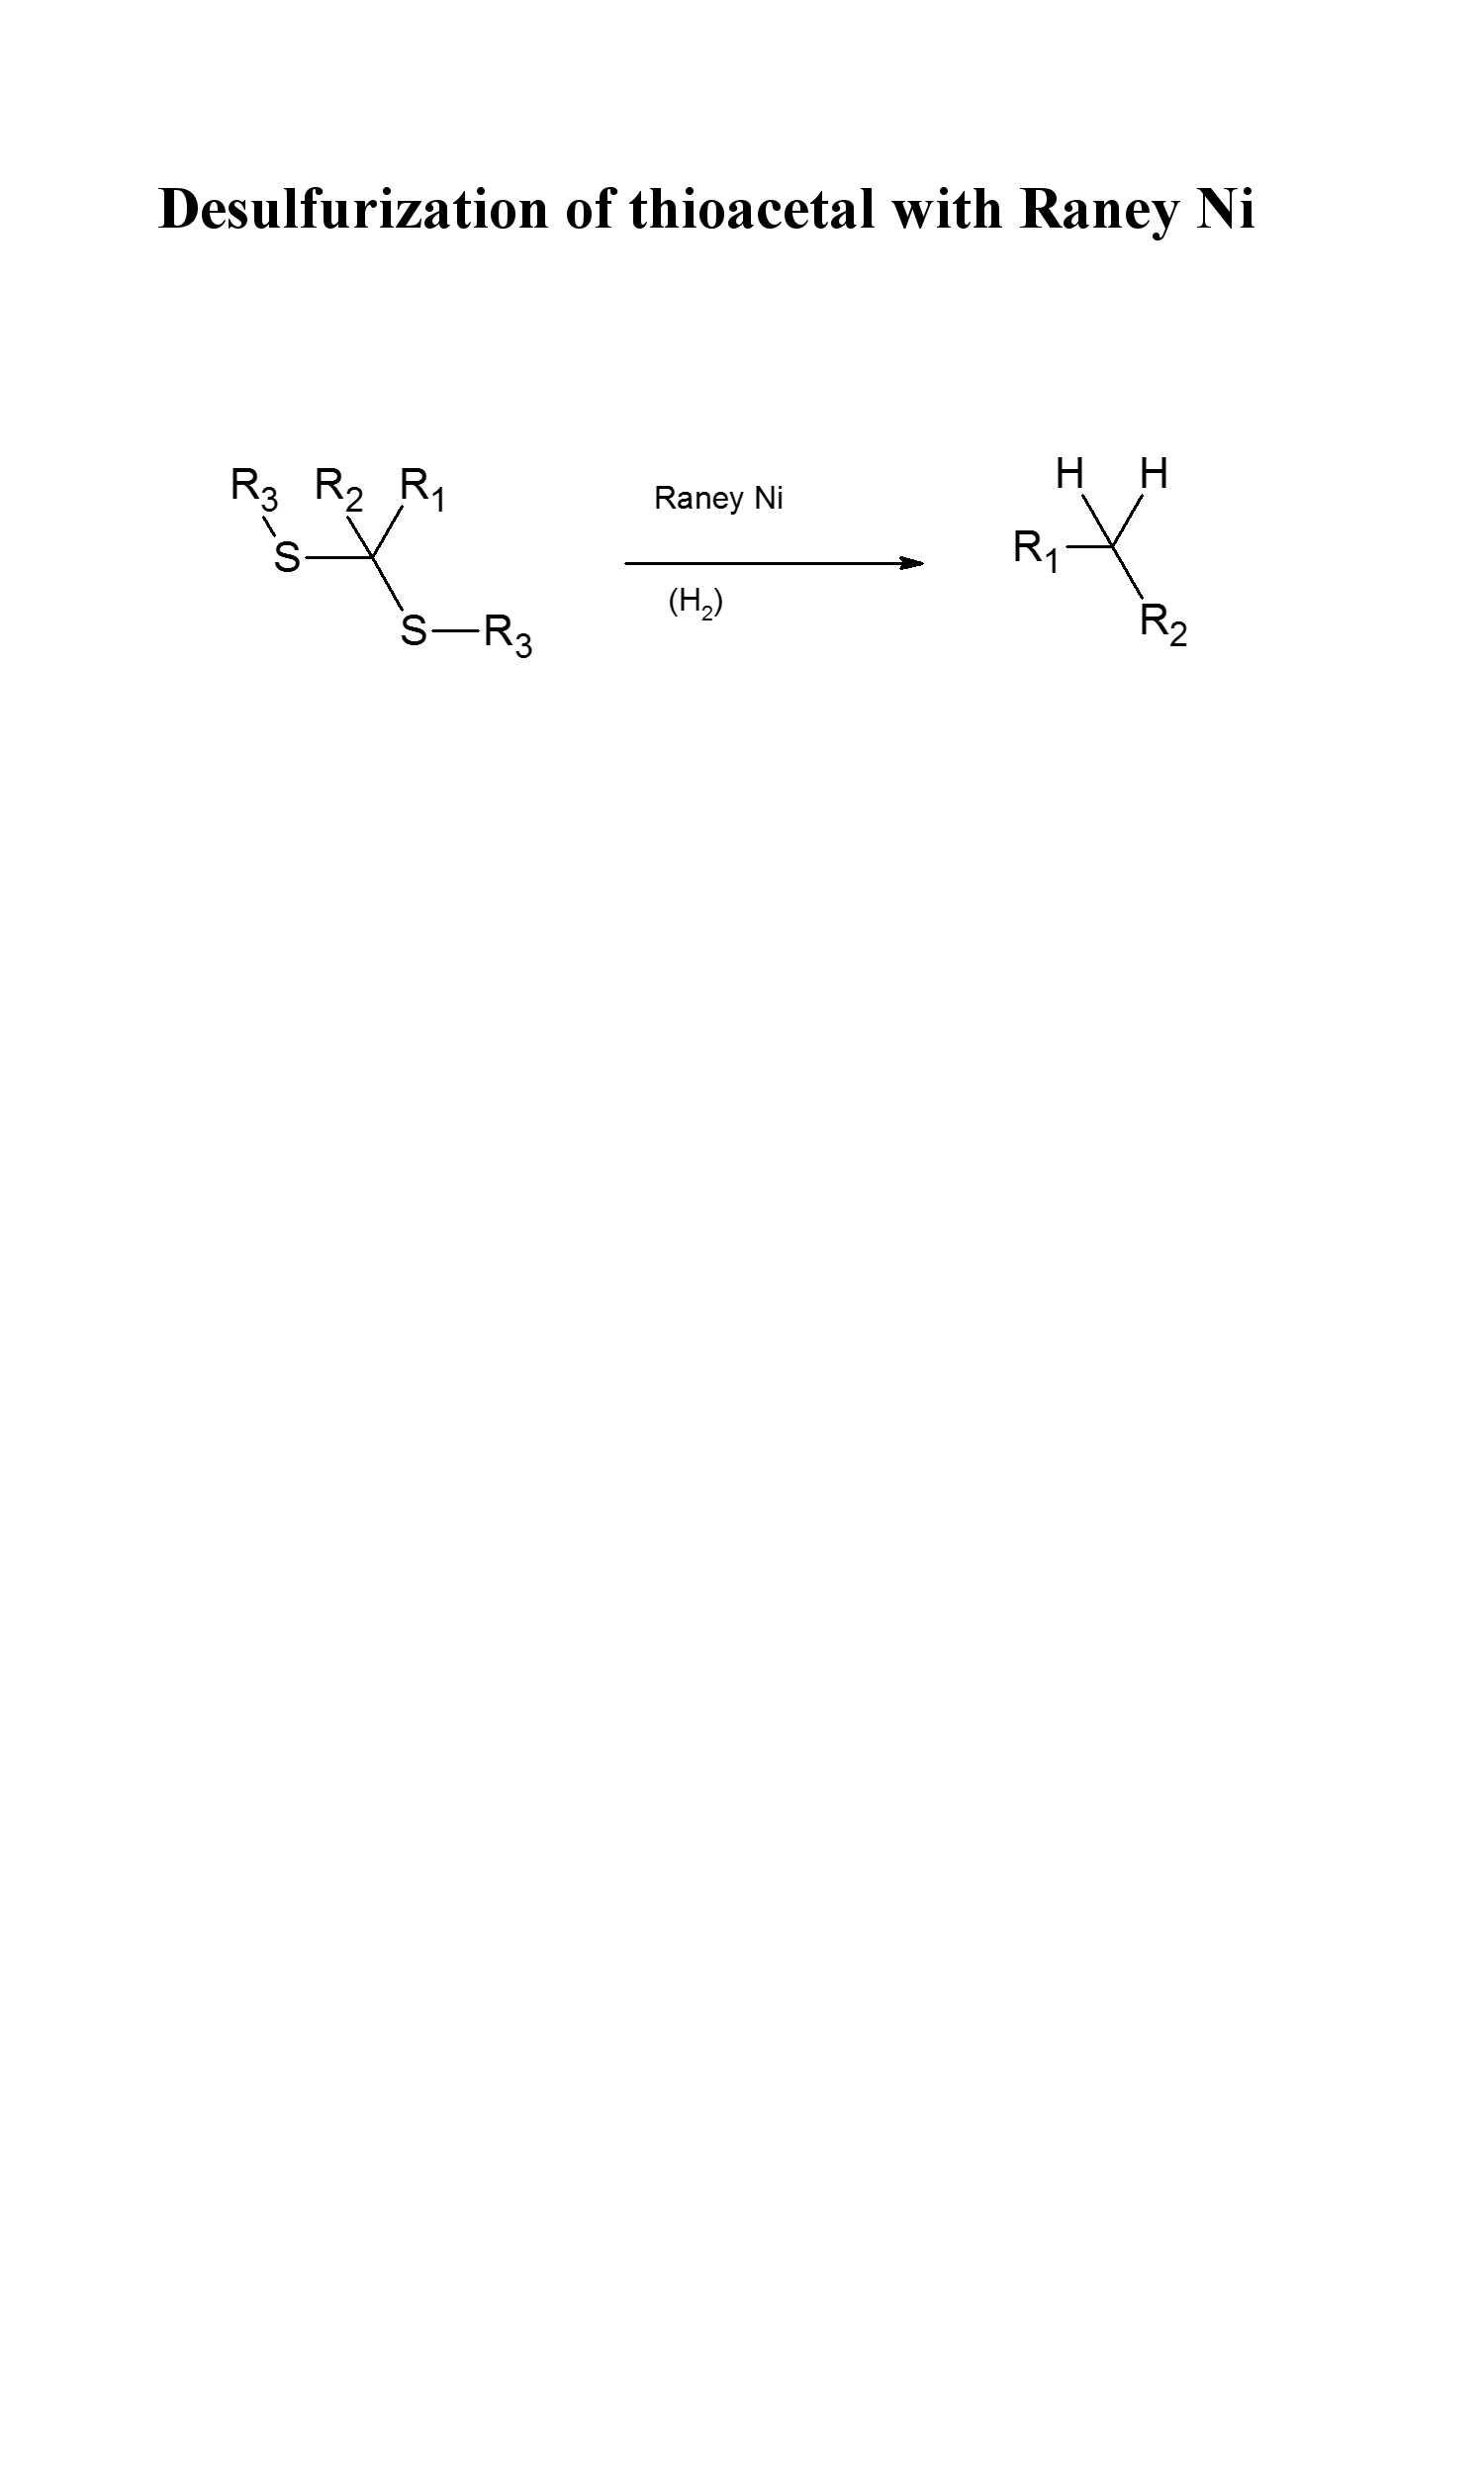 Desulfurization of thioacetal with Raney Ni
R3 R2 R1
S
S R3
Raney Ni
(H2)
H H
R1
R2